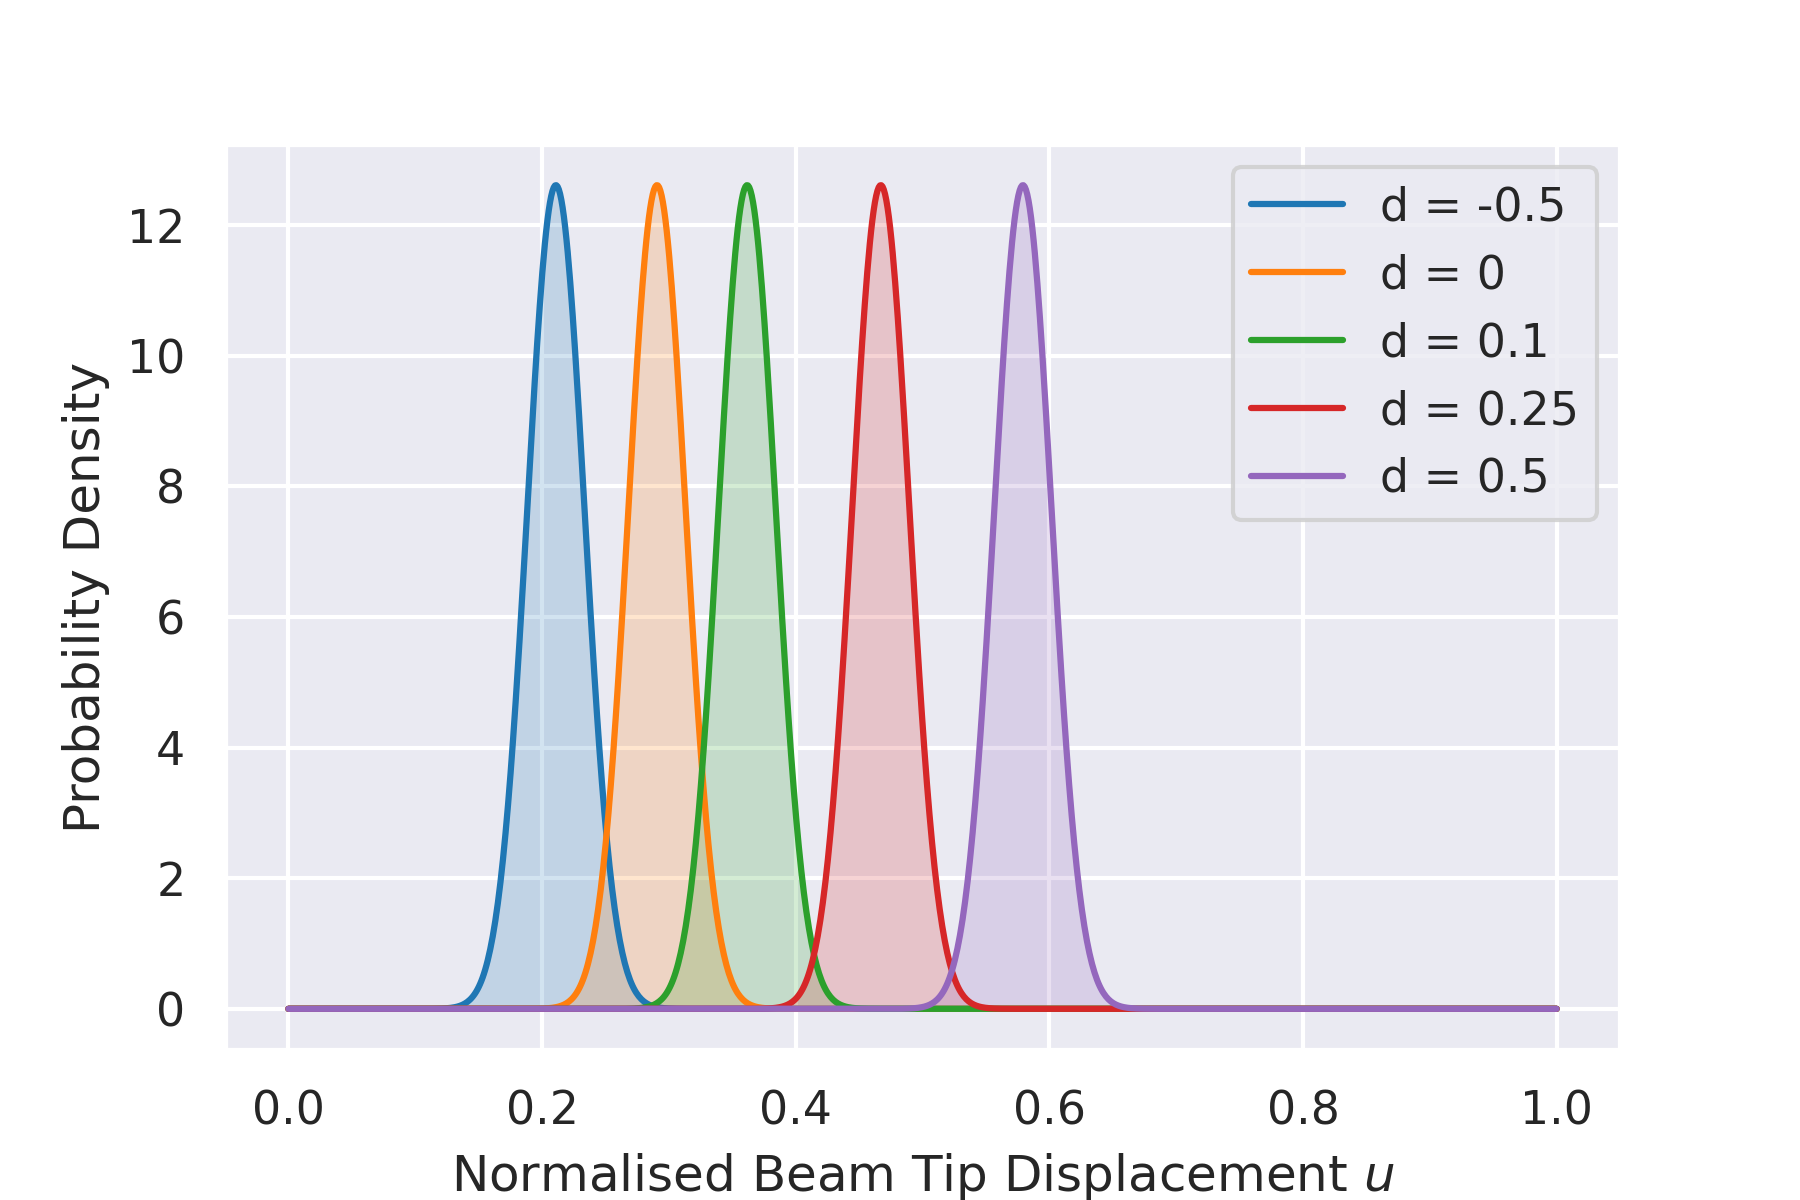 12
10
8
6
4
2
0
Probability Density
d = -0.5
d = 0
d = 0.1
d = 0.25
d = 0.5
0.0 0.2 0.4 0.6 0.8 1.0
Normalised Beam Tip Displacement u